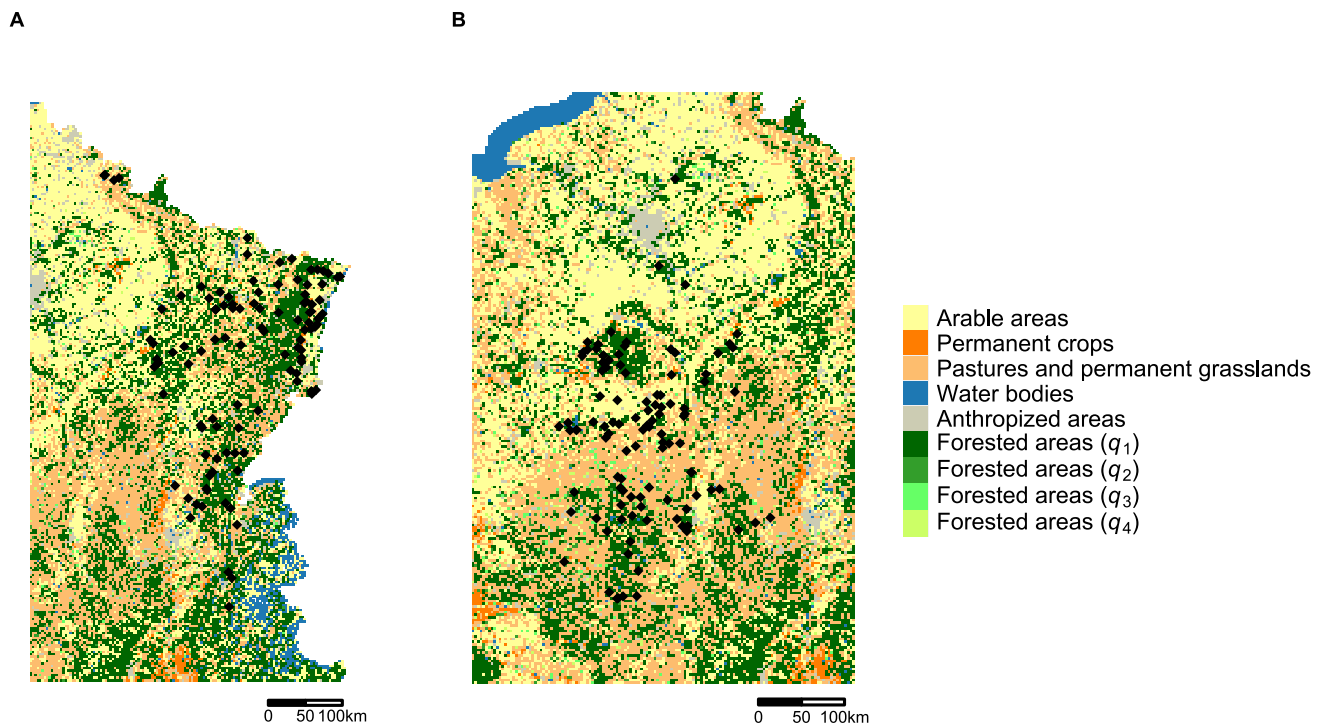 A
B
Arable areas
Permanent crops
Pastures and permanent grasslands
Water bodies
Anthropized areas
Forested areas (q₁)
Forested areas (q₂)
Forested areas (q₃)
Forested areas (q₄)
0 50 100km
0 50 100km